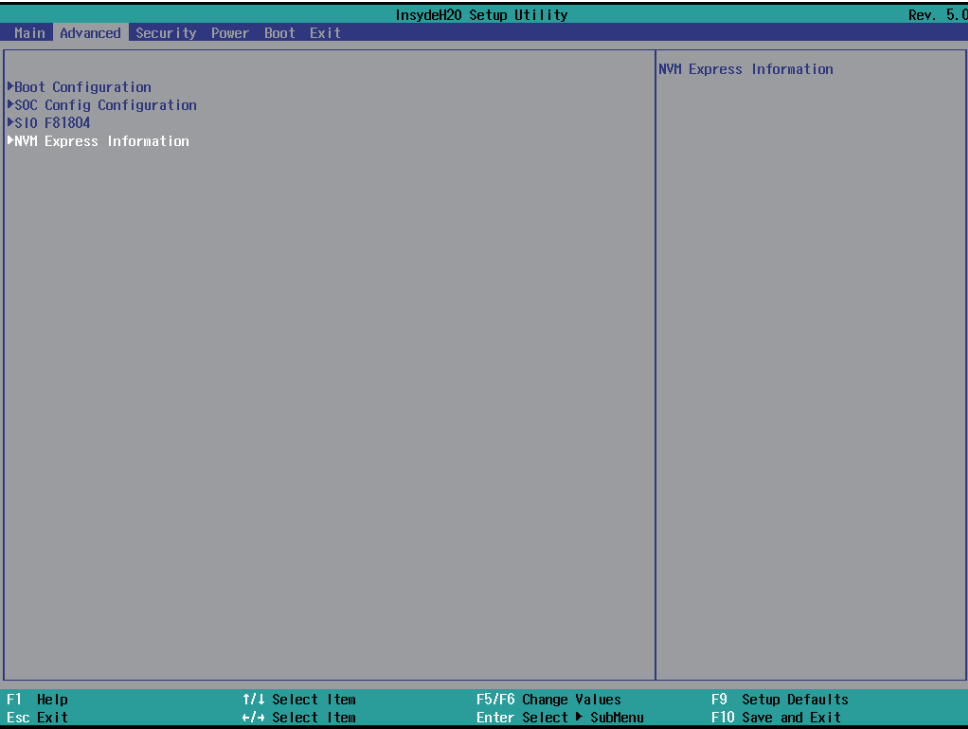 InsydeH2O Setup Utility Rev. 5.0
Main Advanced Security Power Boot Exit
NVM Express Information
▶Boot Configuration
▶SOC Config Configuration
▶SIO F81804
▶NVM Express Information
F1 Help ↑/↓ Select Item F5/F6 Change Values F9 Setup Defaults
Esc Exit ←/→ Select Item Enter Select ▶ SubMenu F10 Save and Exit